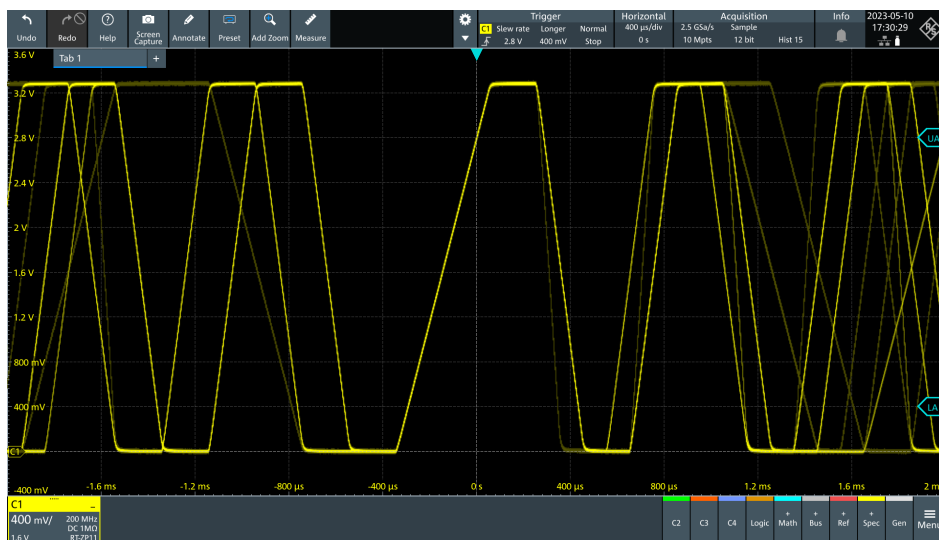 Undo
Redo
Help
Screen Capture
Annotate
Preset
Add Zoom
Measure
Trigger
C1 Slew rate Longer Normal
2.8 V 400 mV Stop
Horizontal
400 µs/div
0 s
Acquisition
2.5 GSa/s Sample
10 Mpts 12 bit Hist 15
Info
2023-05-10
17:30:29
3.6 V
Tab 1 +
3.2 V
2.8 V
UA
2.4 V
2 V
1.6 V
1.2 V
800 mV
400 mV
LA
C1
-400 mV
-1.6 ms
-1.2 ms
-800 µs
-400 µs
0 s
400 µs
800 µs
1.2 ms
1.6 ms
2 m
C1
400 mV/ 200 MHz
DC 1MΩ
1.6 V RT-ZP11
C2
C3
C4
Logic
+ Math
+ Bus
+ Ref
+ Spec
Gen
Menu